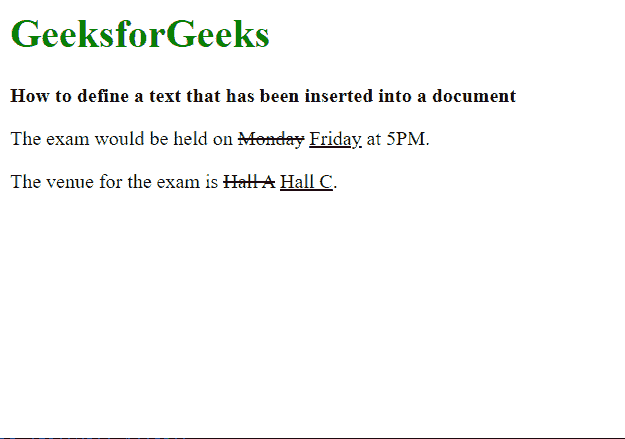 GeeksforGeeks
How to define a text that has been inserted into a document
The exam would be held on Monday Friday at 5PM.
The venue for the exam is Hall A Hall C.